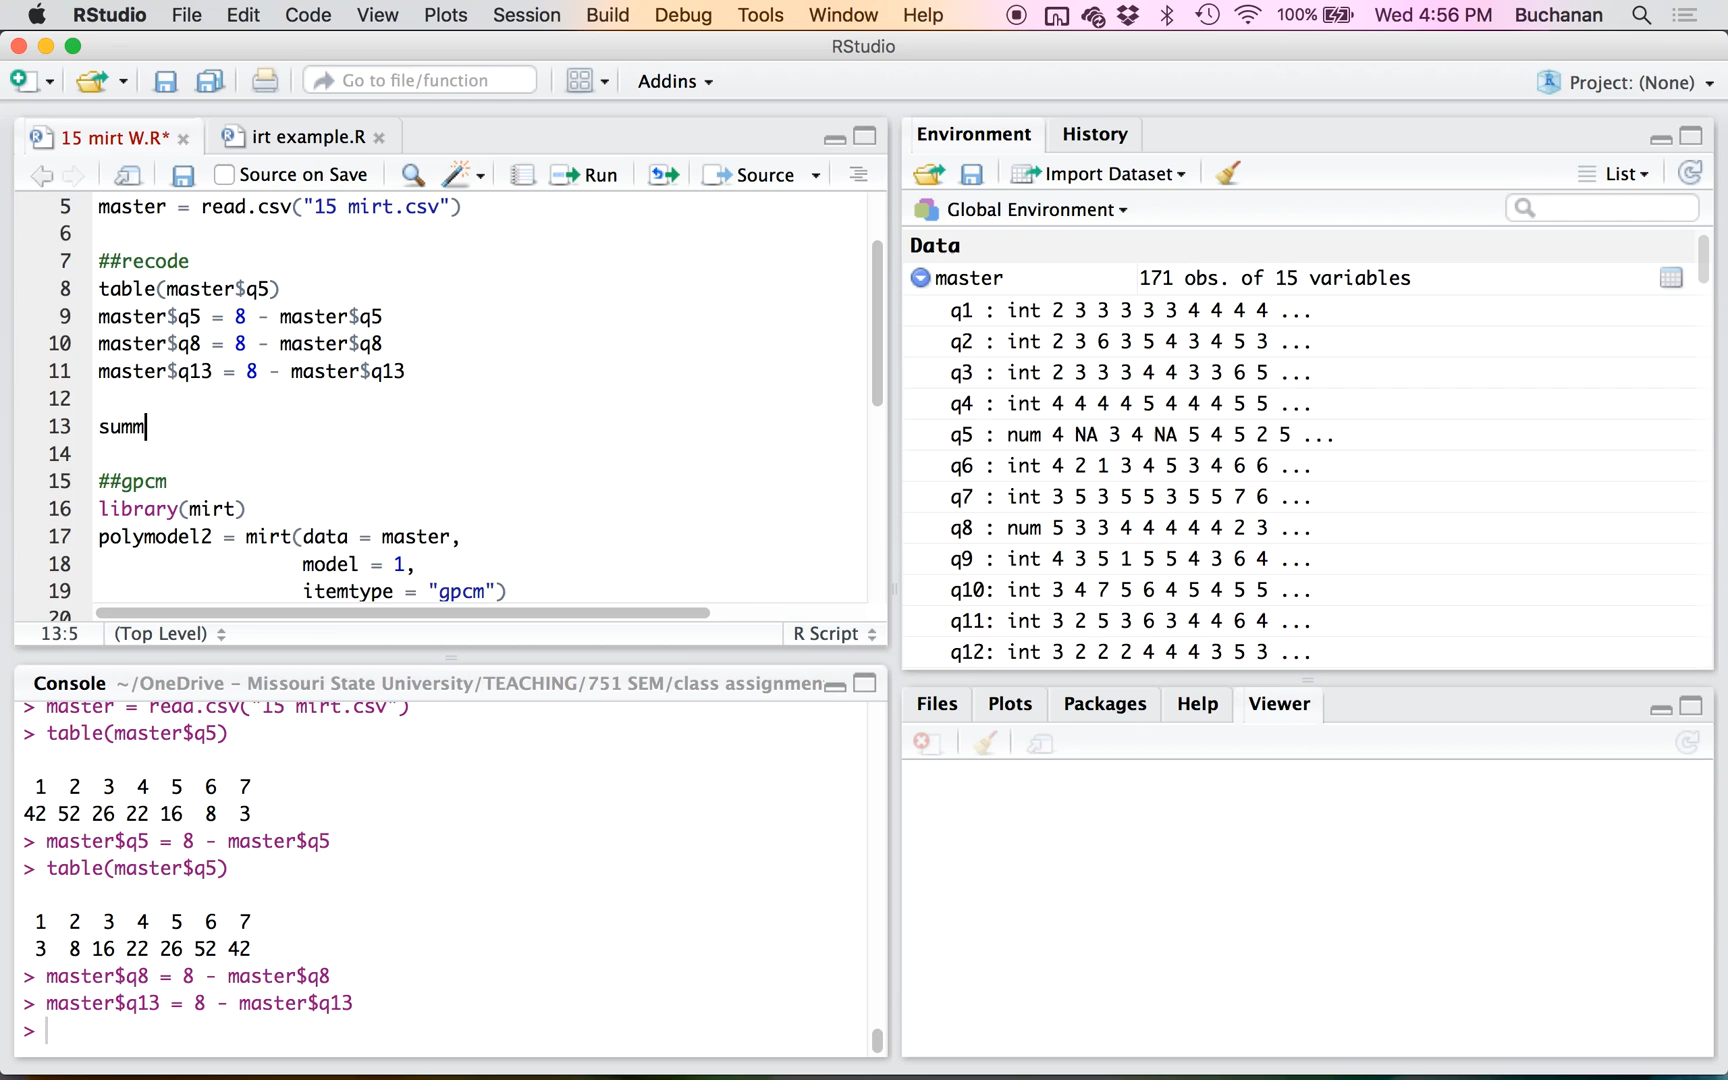 RStudio File Edit Code View Plots Session Build Debug Tools Window Help 100% Wed 4:56 PM Buchanan
RStudio
Go to file/function Addins Project: (None)
15 mirt W.R* irt example.R
Source on Save Run Source
5 master = read.csv("15 mirt.csv")
6
7 ##recode
8 table(master$q5)
9 master$q5 = 8 - master$q5
10 master$q8 = 8 - master$q8
11 master$q13 = 8 - master$q13
12
13 summ
14
15 ##gpcm
16 library(mirt)
17 polymodel2 = mirt(data = master,
18 model = 1,
19 itemtype = "gpcm")
20
13:5 (Top Level) R Script
Console ~/OneDrive - Missouri State University/TEACHING/751 SEM/class assignmen
> master = read.csv("15 mirt.csv")
> table(master$q5)
1 2 3 4 5 6 7
42 52 26 22 16 8 3
> master$q5 = 8 - master$q5
> table(master$q5)
1 2 3 4 5 6 7
3 8 16 22 26 52 42
> master$q8 = 8 - master$q8
> master$q13 = 8 - master$q13
>
Environment History
Import Dataset List
Global Environment
Data
master 171 obs. of 15 variables
q1 : int 2 3 3 3 3 3 4 4 4 4 ...
q2 : int 2 3 6 3 5 4 3 4 5 3 ...
q3 : int 2 3 3 3 4 4 3 3 6 5 ...
q4 : int 4 4 4 4 5 4 4 4 5 5 ...
q5 : num 4 NA 3 4 NA 5 4 5 2 5 ...
q6 : int 4 2 1 3 4 5 3 4 6 6 ...
q7 : int 3 5 3 5 5 3 5 5 7 6 ...
q8 : num 5 3 3 4 4 4 4 4 2 3 ...
q9 : int 4 3 5 1 5 5 4 3 6 4 ...
q10: int 3 4 7 5 6 4 5 4 5 5 ...
q11: int 3 2 5 3 6 3 4 4 6 4 ...
q12: int 3 2 2 2 4 4 4 3 5 3 ...
Files Plots Packages Help Viewer